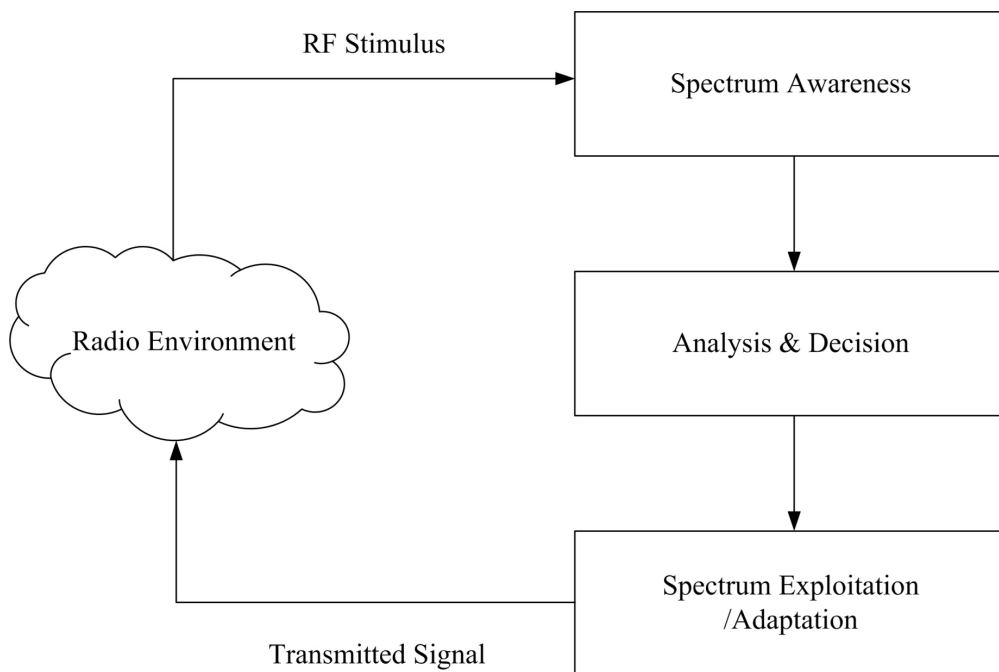 RF Stimulus
Spectrum Awareness
Radio Environment
Analysis & Decision
Spectrum Exploitation
/Adaptation
Transmitted Signal